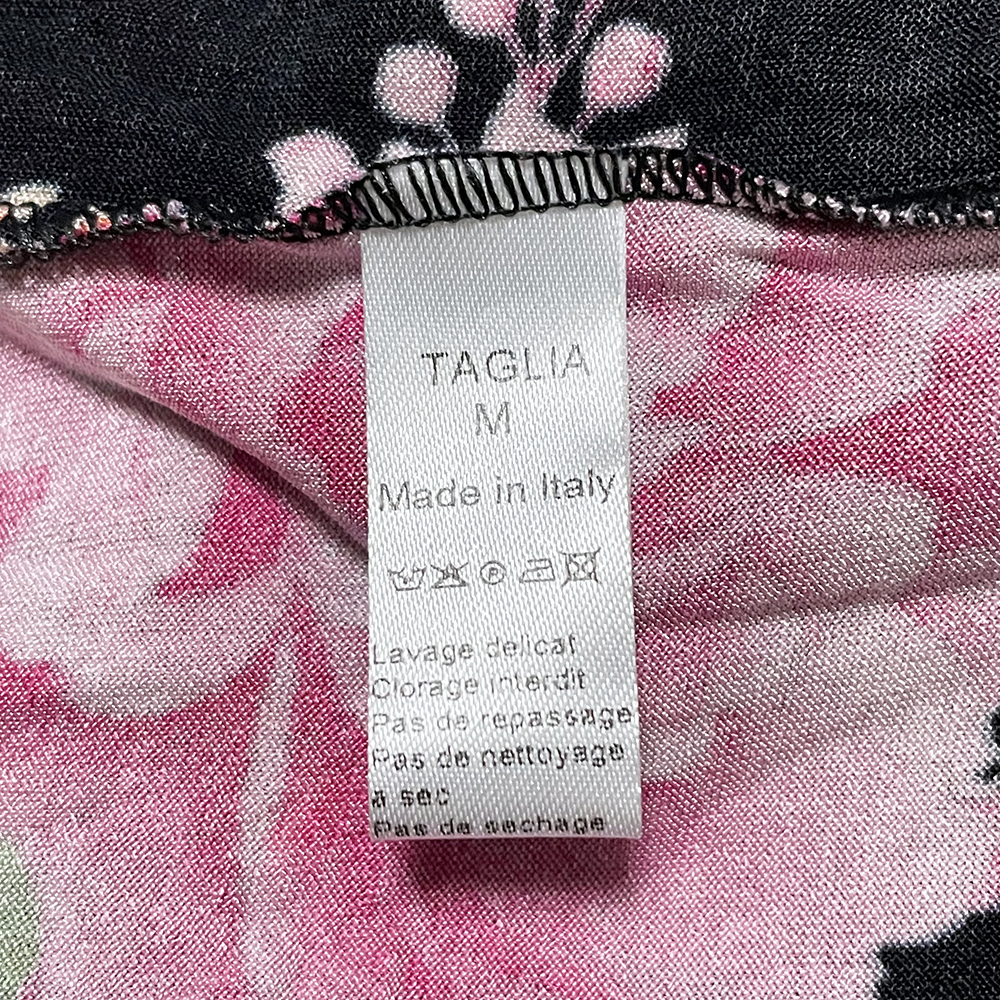 TAGLIA
M
Made in Italy
Lavage delicat
Clorage interdit
Pas de repassage
Pas de nettoyage
à sec
Pas de sechage